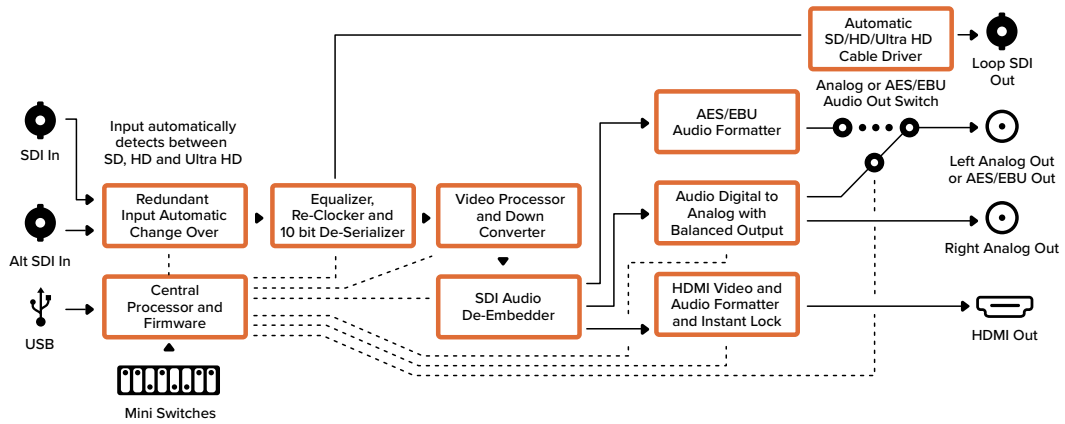 Automatic
SD/HD/Ultra HD
Cable Driver
Loop SDI
Out
Analog or AES/EBU
Audio Out Switch
SDI In
Input automatically
detects between
SD, HD and Ultra HD
AES/EBU
Audio Formatter
Left Analog Out
or AES/EBU Out
Alt SDI In
Redundant
Input Automatic
Change Over
Equalizer,
Re-Clocker and
10 bit De-Serializer
Video Processor
and Down
Converter
Audio Digital to
Analog with
Balanced Output
Right Analog Out
USB
Central
Processor and
Firmware
SDI Audio
De-Embedder
HDMI Video and
Audio Formatter
and Instant Lock
HDMI Out
Mini Switches